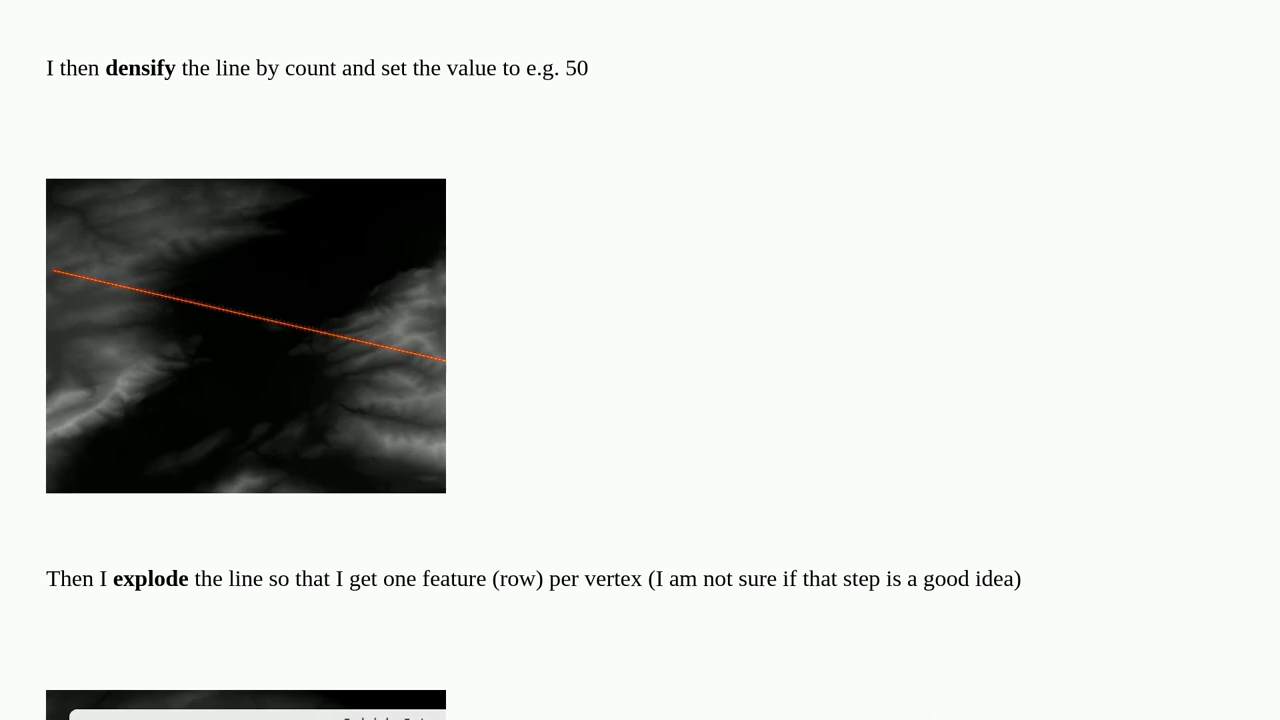 I then densify the line by count and set the value to e.g. 50
Then I explode the line so that I get one feature (row) per vertex (I am not sure if that step is a good idea)